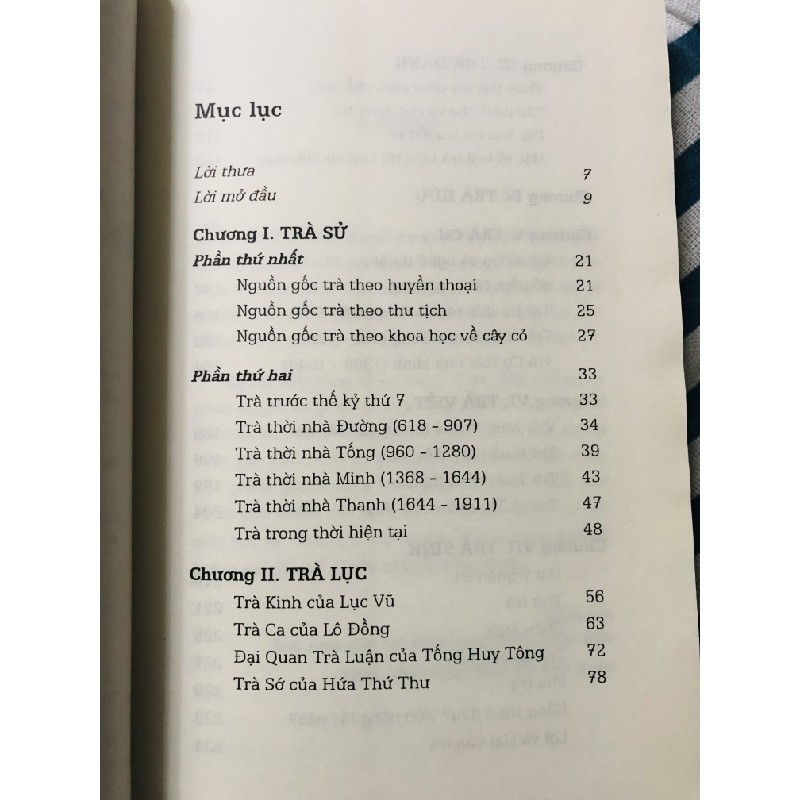 Mục lục
Lời thưa 7
Lời mở đầu 9
Chương I. TRÀ SỬ
Phần thứ nhất 21
Nguồn gốc trà theo huyền thoại 21
Nguồn gốc trà theo thư tịch 25
Nguồn gốc trà theo khoa học về cây cỏ 27
Phần thứ hai 33
Trà trước thế kỷ thứ 7 33
Trà thời nhà Đường (618 - 907) 34
Trà thời nhà Tống (960 - 1280) 39
Trà thời nhà Minh (1368 - 1644) 43
Trà thời nhà Thanh (1644 - 1911) 47
Trà trong thời hiện tại 48
Chương II. TRÀ LỤC
Trà Kinh của Lục Vũ 56
Trà Ca của Lô Đồng 63
Đại Quan Trà Luận của Tống Huy Tông 72
Trà Sớ của Hứa Thứ Thư 78